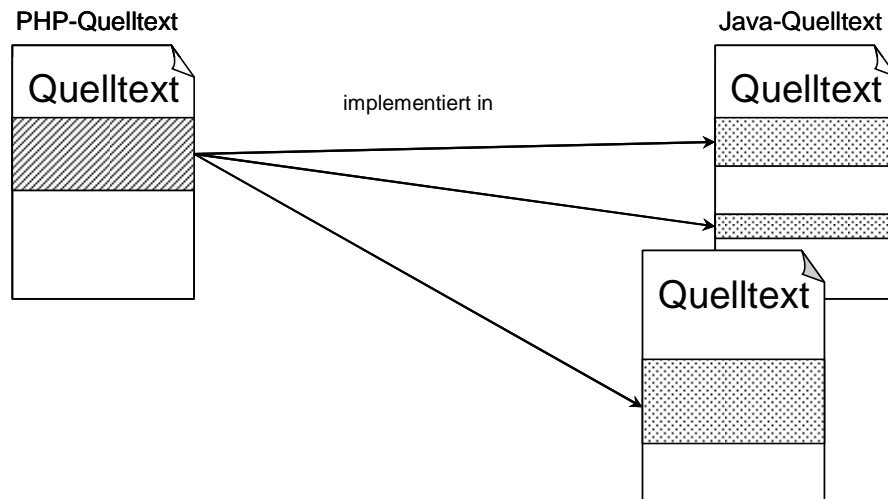 PHP-Quelltext
Java-Quelltext
Quelltext
Quelltext
implementiert in
Quelltext